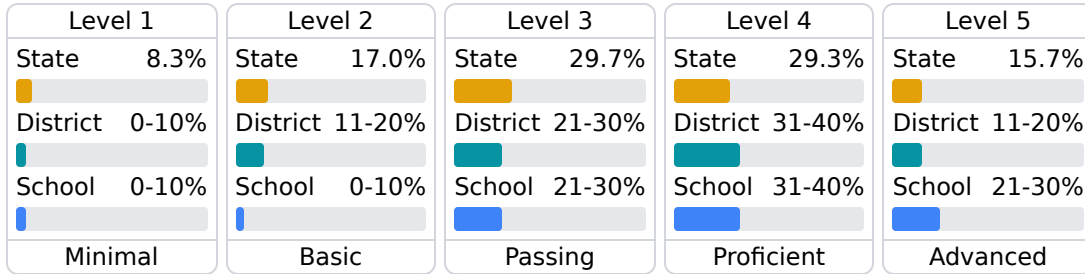 Level 1
State 8.3%
District 0-10%
School 0-10%
Minimal
Level 2
State 17.0%
District 11-20%
School 0-10%
Basic
Level 3
State 29.7%
District 21-30%
School 21-30%
Passing
Level 4
State 29.3%
District 31-40%
School 31-40%
Proficient
Level 5
State 15.7%
District 11-20%
School 21-30%
Advanced